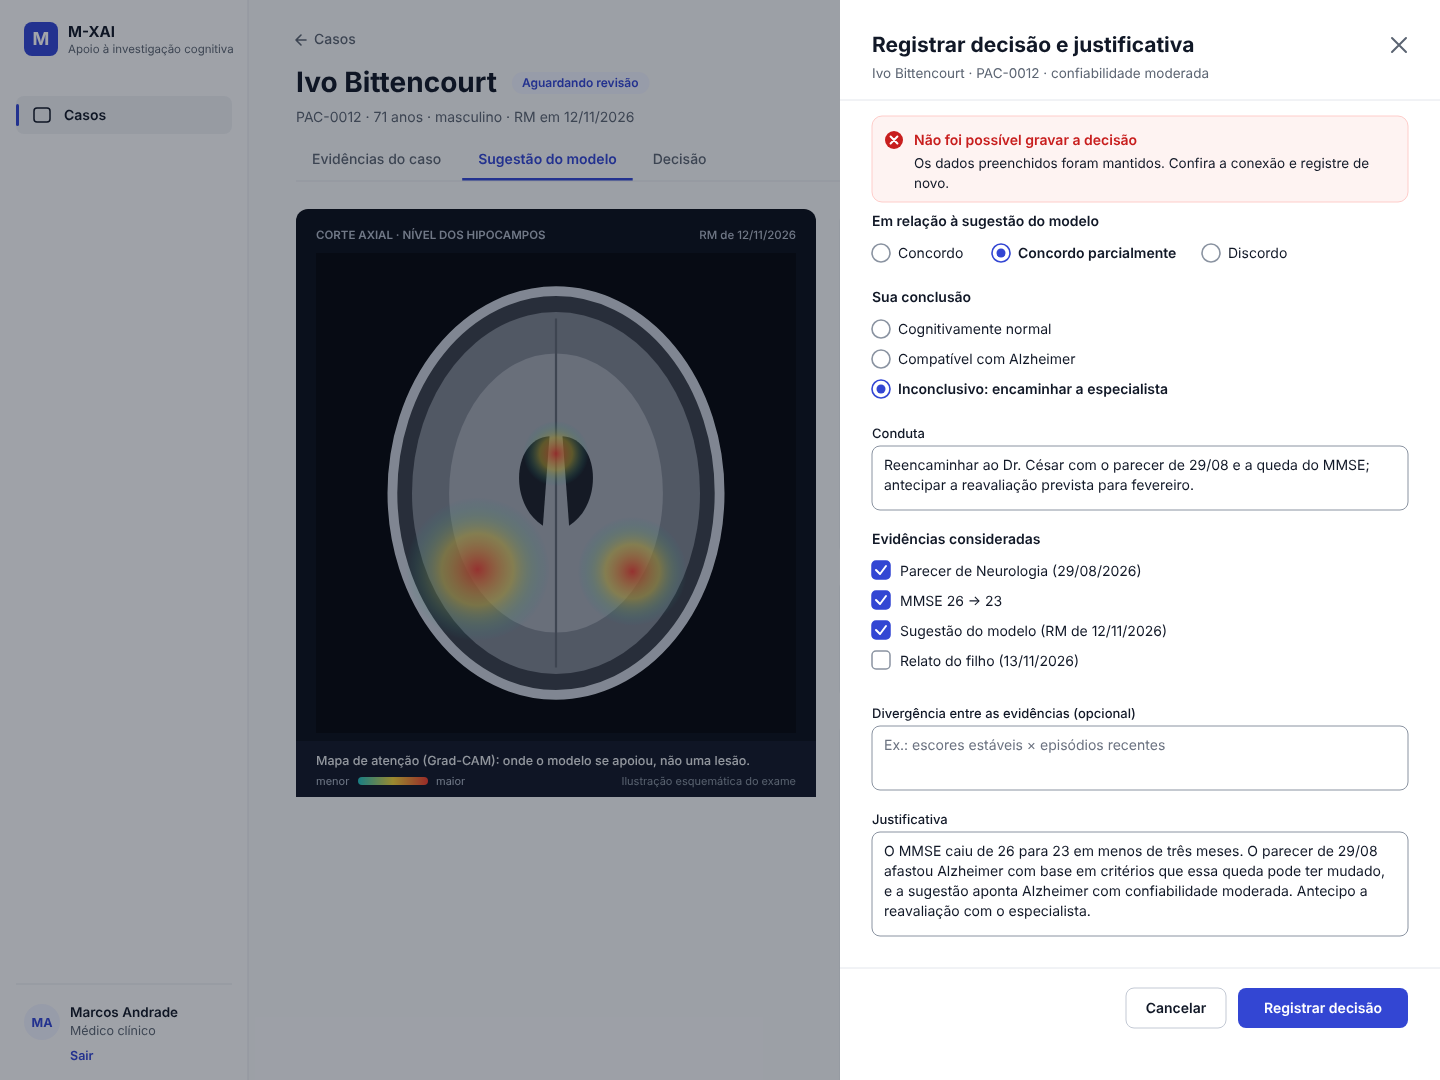 M
M-XAI
Apoio à investigação cognitiva
Casos
MA
Marcos Andrade
Médico clínico
Sair
← Casos
Ivo Bittencourt
Aguardando revisão
PAC-0012 · 71 anos · masculino · RM em 12/11/2026
Evidências do caso
Sugestão do modelo
Decisão
CORTE AXIAL · NÍVEL DOS HIPOCAMPOS
RM de 12/11/2026
Mapa de atenção (Grad-CAM): onde o modelo se apoiou, não uma lesão.
menor
maior
Ilustração esquemática do exame
Registrar decisão e justificativa
Ivo Bittencourt · PAC-0012 · confiabilidade moderada
Não foi possível gravar a decisão
Os dados preenchidos foram mantidos. Confira a conexão e registre de
novo.
Em relação à sugestão do modelo
Concordo
Concordo parcialmente
Discordo
Sua conclusão
Cognitivamente normal
Compatível com Alzheimer
Inconclusivo: encaminhar a especialista
Conduta
Reencaminhar ao Dr. César com o parecer de 29/08 e a queda do MMSE;
antecipar a reavaliação prevista para fevereiro.
Evidências consideradas
Parecer de Neurologia (29/08/2026)
MMSE 26 → 23
Sugestão do modelo (RM de 12/11/2026)
Relato do filho (13/11/2026)
Divergência entre as evidências (opcional)
Ex.: escores estáveis × episódios recentes
Justificativa
O MMSE caiu de 26 para 23 em menos de três meses. O parecer de 29/08
afastou Alzheimer com base em critérios que essa queda pode ter mudado,
e a sugestão aponta Alzheimer com confiabilidade moderada. Antecipo a
reavaliação com o especialista.
Cancelar
Registrar decisão